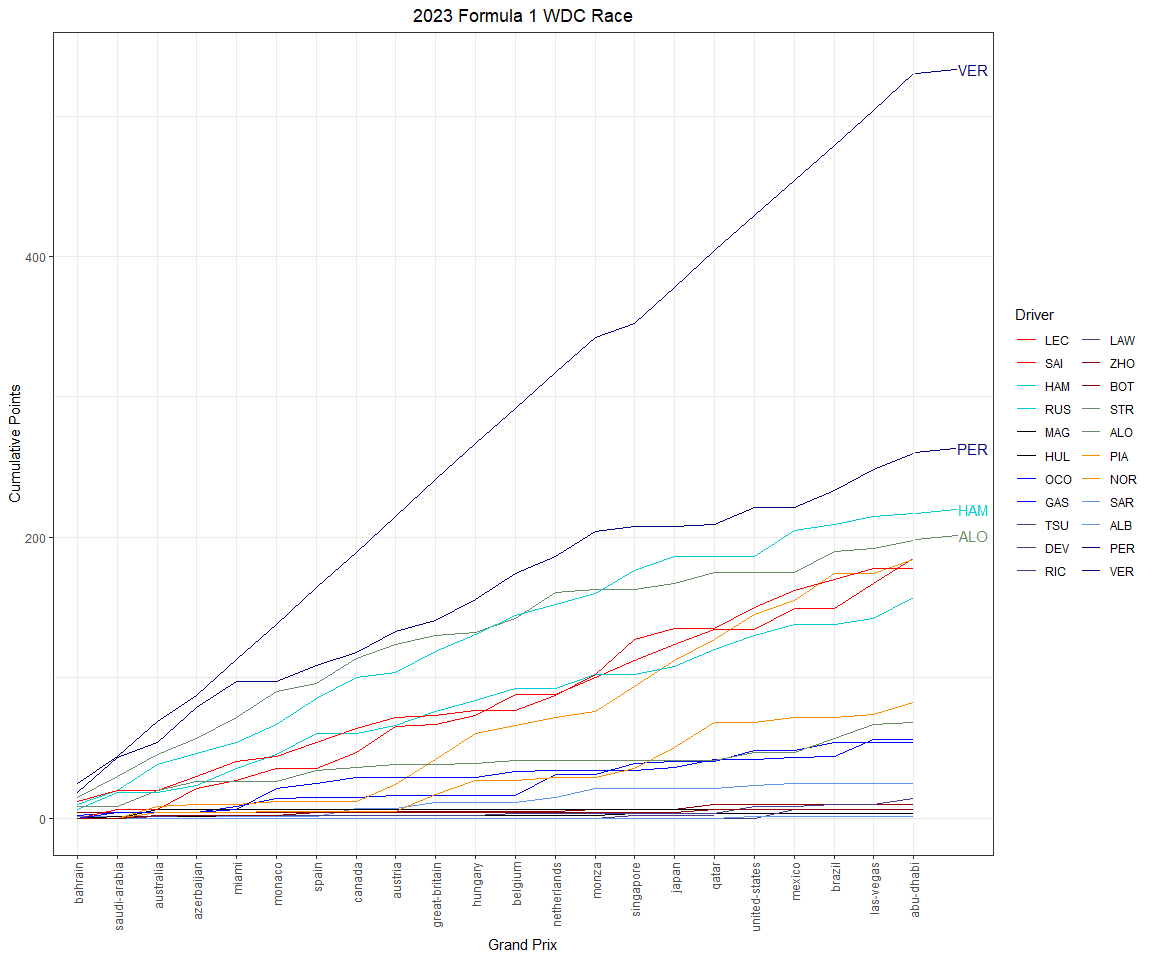 2023 Formula 1 WDC Race
VER
PER
HAM
ALO
400
200
0
Cumulative Points
bahrain
saudi-arabia
australia
azerbaijan
miami
monaco
spain
canada
austria
great-britain
hungary
belgium
netherlands
monza
singapore
japan
qatar
united-states
mexico
brazil
las-vegas
abu-dhabi
Grand Prix
Driver
LEC LAW
SAI ZHO
HAM BOT
RUS STR
MAG ALO
HUL PIA
OCO NOR
GAS SAR
TSU ALB
DEV PER
RIC VER